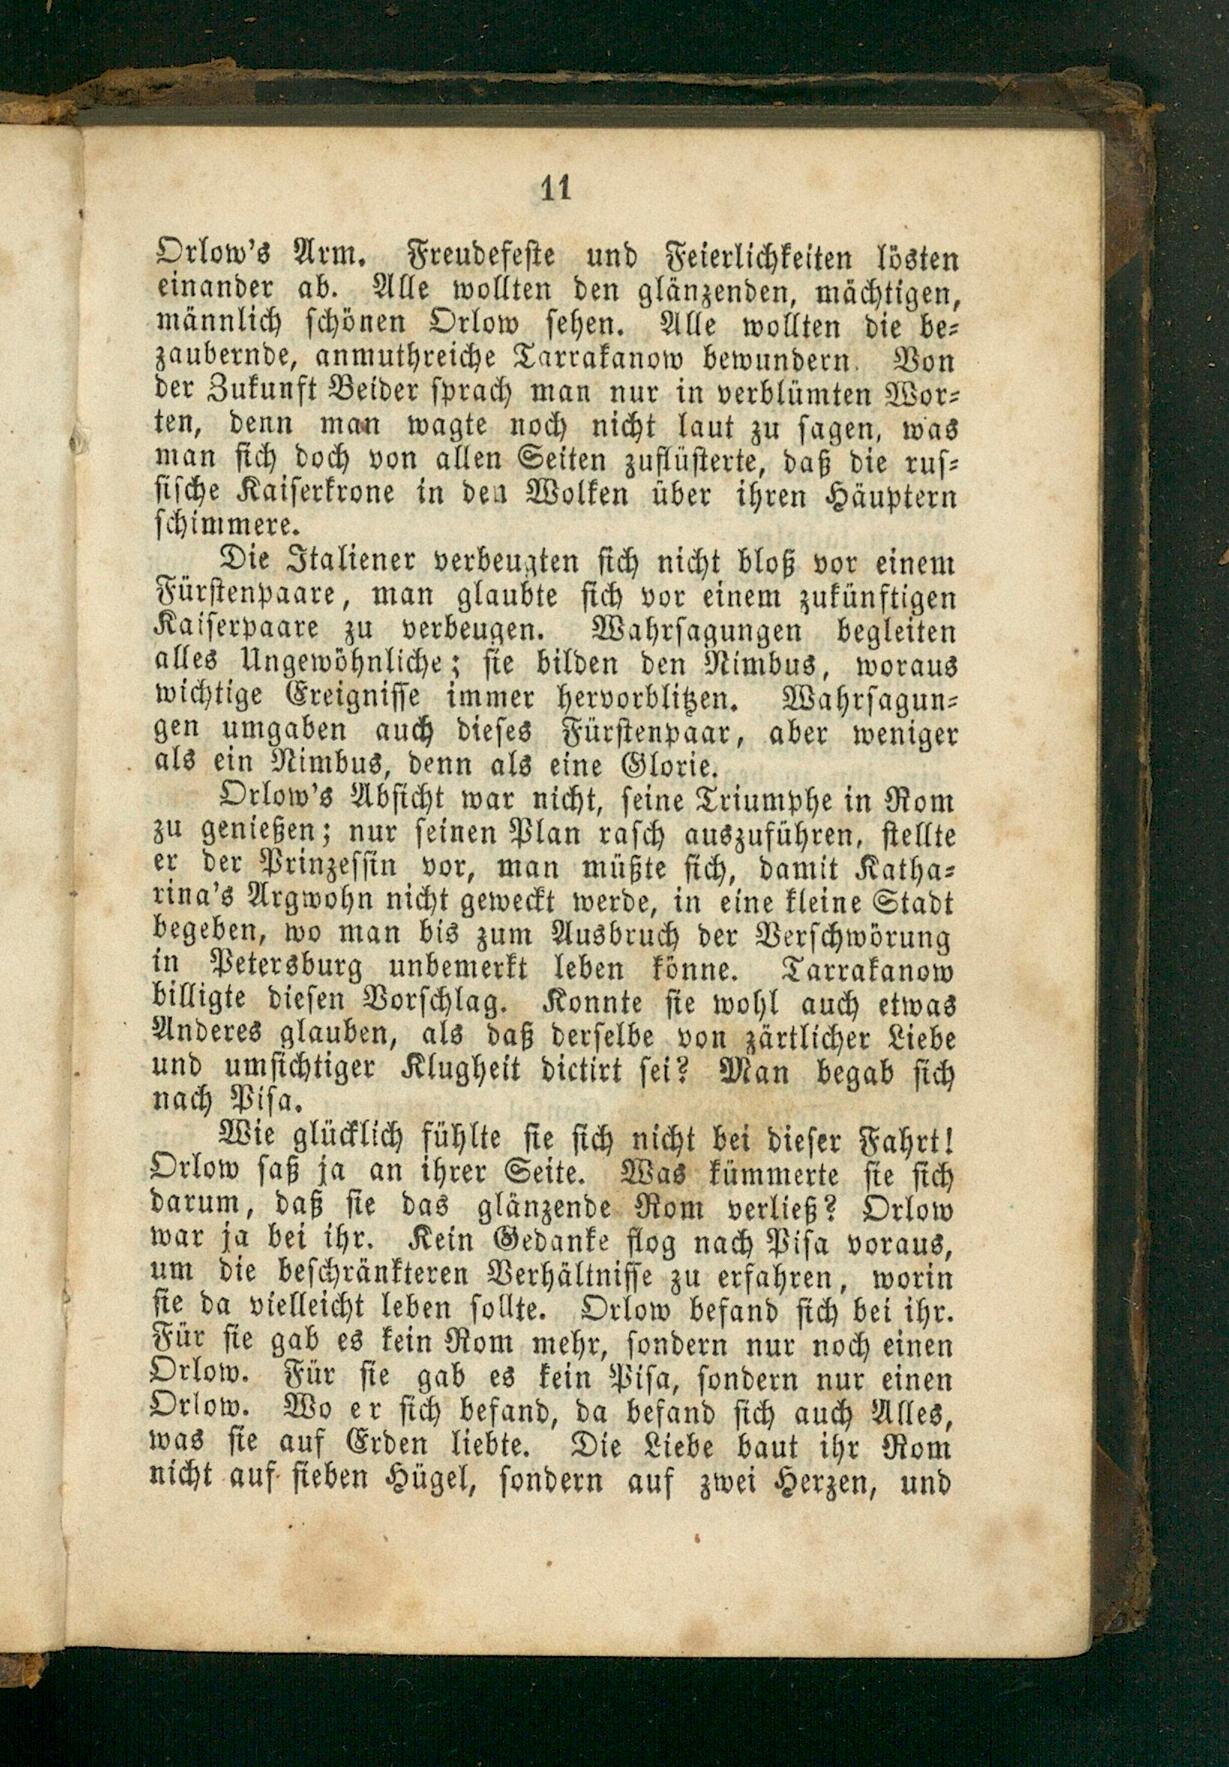 11
Orlow's Arm. Freudefeste und Feierlichkeiten lösten
einander ab. Alle wollten den glänzenden, mächtigen,
männlich schönen Orlow sehen. Alle wollten die be-
zaubernde, anmuthreiche Tarrakanow bewundern. Von
der Zukunft Beider sprach man nur in verblümten Wor-
ten, denn man wagte noch nicht laut zu sagen, was
man sich doch von allen Seiten zuflüsterte, daß die rus-
sische Kaiserkrone in den Wolken über ihren Häuptern
schimmere.
Die Italiener verbeugten sich nicht bloß vor einem
Fürstenpaare, man glaubte sich vor einem zukünftigen
Kaiserpaare zu verbeugen. Wahrsagungen begleiten
alles Ungewöhnliche; sie bilden den Nimbus, woraus
wichtige Ereignisse immer hervorblitzen. Wahrsagun-
gen umgaben auch dieses Fürstenpaar, aber weniger
als ein Nimbus, denn als eine Glorie.
Orlow's Absicht war nicht, seine Triumphe in Rom
zu genießen; nur seinen Plan rasch auszuführen, stellte
er der Prinzessin vor, man müßte sich, damit Katha-
rina's Argwohn nicht geweckt werde, in eine kleine Stadt
begeben, wo man bis zum Ausbruch der Verschwörung
in Petersburg unbemerkt leben könne. Tarrakanow
billigte diesen Vorschlag. Konnte sie wohl auch etwas
Anderes glauben, als daß derselbe von zärtlicher Liebe
und umsichtiger Klugheit dictirt sei? Man begab sich
nach Pisa.
Wie glücklich fühlte sie sich nicht bei dieser Fahrt!
Orlow saß ja an ihrer Seite. Was kümmerte sie sich
darum, daß sie das glänzende Rom verließ? Orlow
war ja bei ihr. Kein Gedanke flog nach Pisa voraus,
um die beschränkteren Verhältnisse zu erfahren, worin
sie da vielleicht leben sollte. Orlow befand sich bei ihr.
Für sie gab es kein Rom mehr, sondern nur noch einen
Orlow. Für sie gab es kein Pisa, sondern nur einen
Orlow. Wo er sich befand, da befand sich auch Alles,
was sie auf Erden liebte. Die Liebe baut ihr Rom
nicht auf sieben Hügel, sondern auf zwei Herzen, und